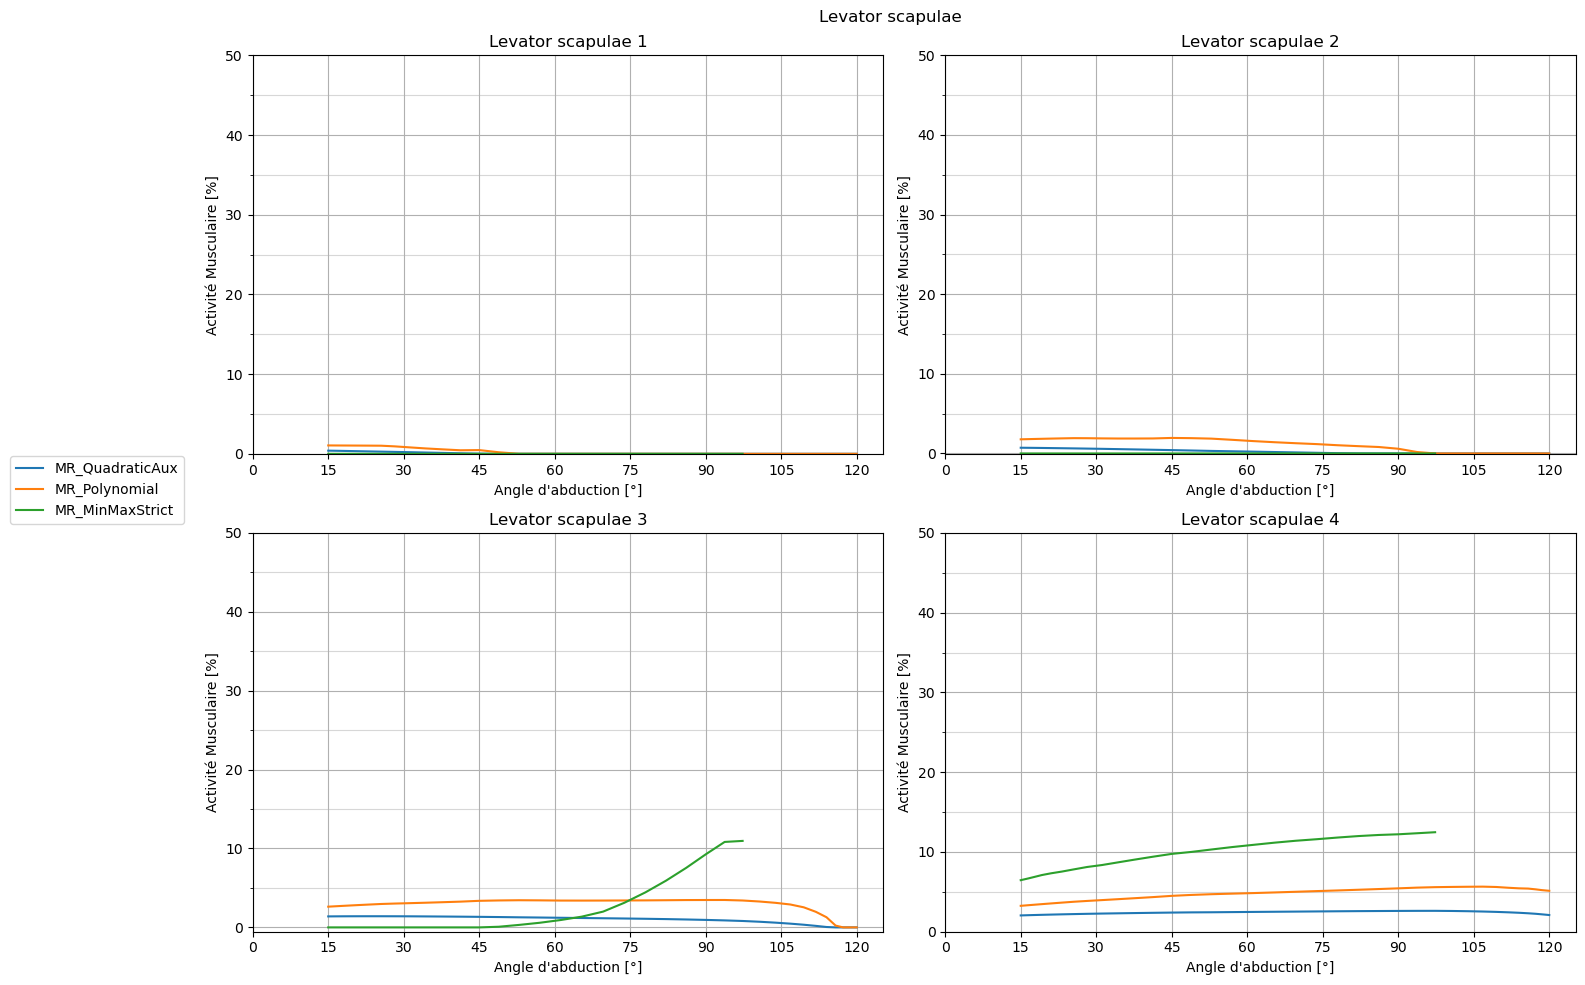 Levator scapulae
Levator scapulae 1
50
40
30
20
10
0
Activité Musculaire [%]
0 15 30 45 60 75 90 105 120
Angle d'abduction [°]
Levator scapulae 2
50
40
30
20
10
0
Activité Musculaire [%]
0 15 30 45 60 75 90 105 120
Angle d'abduction [°]
MR_QuadraticAux
MR_Polynomial
MR_MinMaxStrict
Levator scapulae 3
50
40
30
20
10
0
Activité Musculaire [%]
0 15 30 45 60 75 90 105 120
Angle d'abduction [°]
Levator scapulae 4
50
40
30
20
10
0
Activité Musculaire [%]
0 15 30 45 60 75 90 105 120
Angle d'abduction [°]